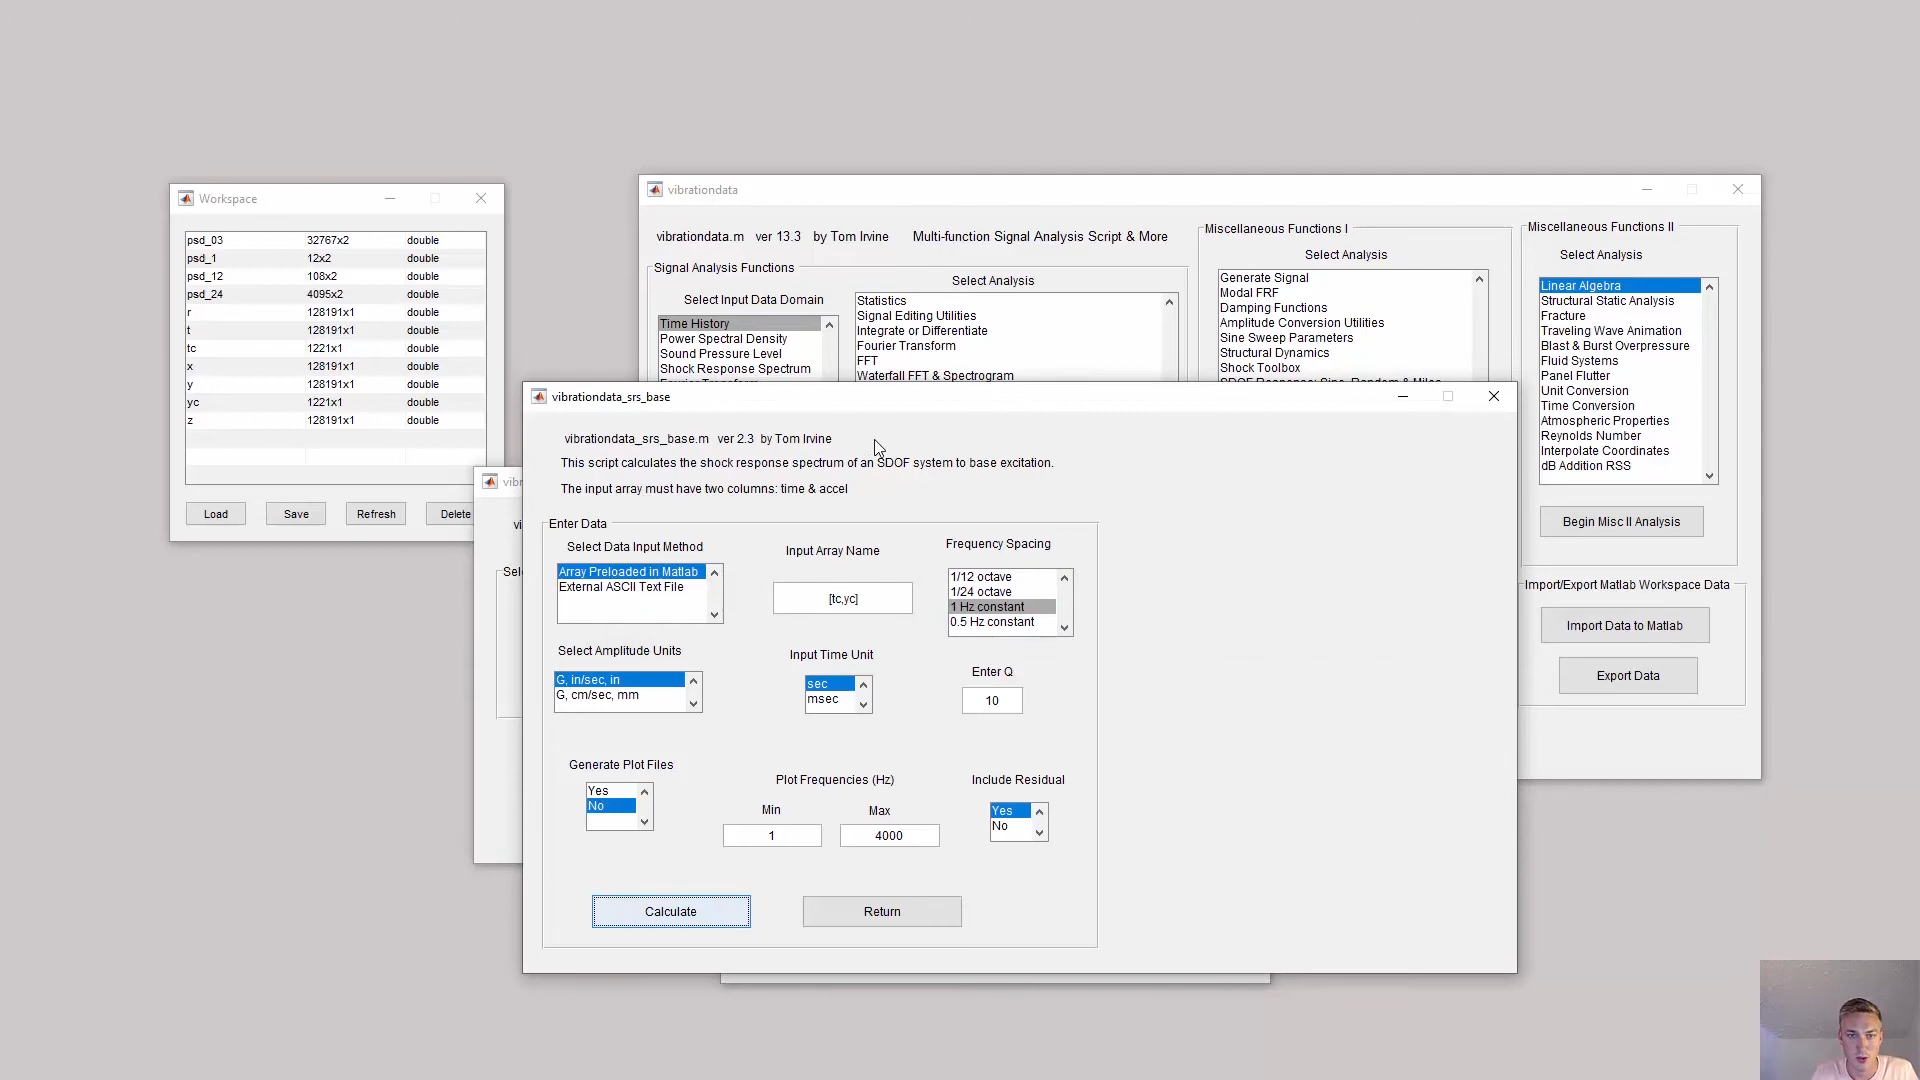 Workspace
psd_03 32767x2 double
psd_1 12x2 double
psd_12 108x2 double
psd_24 4095x2 double
r 128191x1 double
t 128191x1 double
tc 1221x1 double
x 128191x1 double
y 128191x1 double
yc 1221x1 double
z 128191x1 double
Load Save Refresh Delete
vibrationdata
vibrationdata.m ver 13.3 by Tom Irvine Multi-function Signal Analysis Script & More
Signal Analysis Functions
Select Input Data Domain
Time History
Power Spectral Density
Sound Pressure Level
Shock Response Spectrum
Select Analysis
Statistics
Signal Editing Utilities
Integrate or Differentiate
Fourier Transform
FFT
Waterfall FFT & Spectrogram
Miscellaneous Functions I
Select Analysis
Generate Signal
Modal FRF
Damping Functions
Amplitude Conversion Utilities
Sine Sweep Parameters
Structural Dynamics
Shock Toolbox
Miscellaneous Functions II
Select Analysis
Linear Algebra
Structural Static Analysis
Fracture
Traveling Wave Animation
Blast & Burst Overpressure
Fluid Systems
Panel Flutter
Unit Conversion
Time Conversion
Atmospheric Properties
Reynolds Number
Interpolate Coordinates
dB Addition RSS
Begin Misc II Analysis
Import/Export Matlab Workspace Data
Import Data to Matlab
Export Data
vibrationdata_srs_base
vibrationdata_srs_base.m ver 2.3 by Tom Irvine
This script calculates the shock response spectrum of an SDOF system to base excitation.
The input array must have two columns: time & accel
Enter Data
Select Data Input Method
Array Preloaded in Matlab
External ASCII Text File
Input Array Name
[tc,yc]
Frequency Spacing
1/12 octave
1/24 octave
1 Hz constant
0.5 Hz constant
Select Amplitude Units
G, in/sec, in
G, cm/sec, mm
Input Time Unit
sec
msec
Enter Q
10
Generate Plot Files
Yes
No
Plot Frequencies (Hz)
Min Max
1 4000
Include Residual
Yes
No
Calculate Return